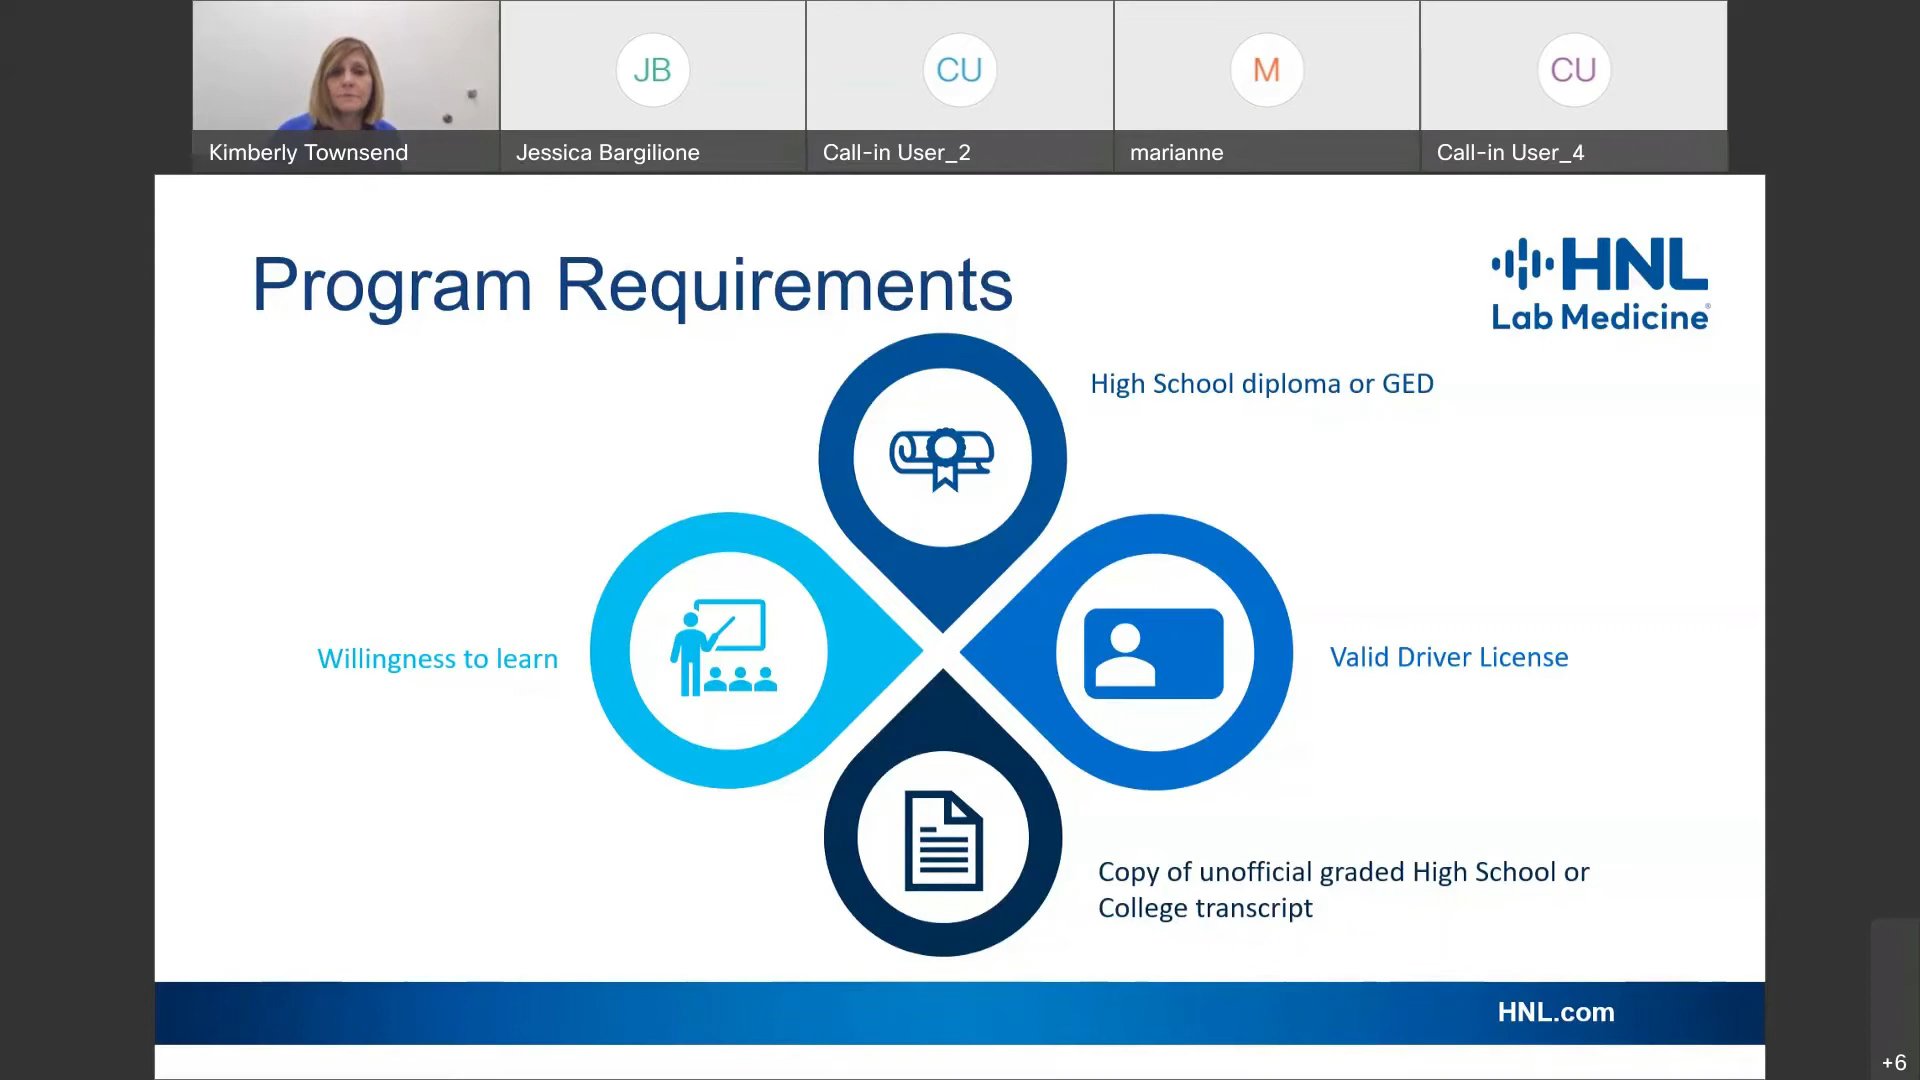 JB
CU
M
CU
Kimberly Townsend
Jessica Bargilione
Call-in User_2
marianne
Call-in User_4
Program Requirements
HNL
Lab Medicine®
High School diploma or GED
Willingness to learn
Valid Driver License
Copy of unofficial graded High School or
College transcript
HNL.com
+6